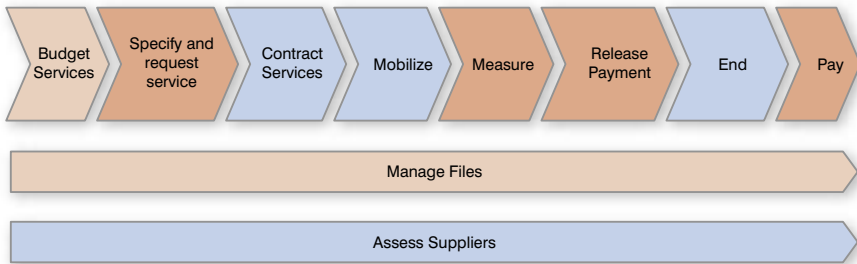 Budget
Services
Specify and
request
service
Contract
Services
Mobilize
Measure
Release
Payment
End
Pay
Manage Files
Assess Suppliers